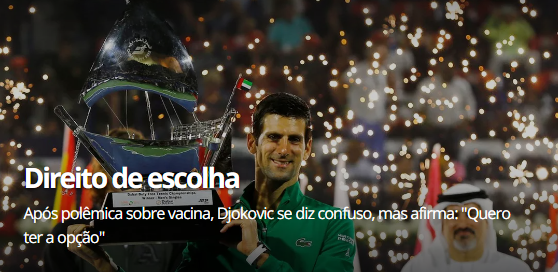 Direito de escolha
Após polêmica sobre vacina, Djokovic se diz confuso, mas afirma: "Quero
ter a opção"